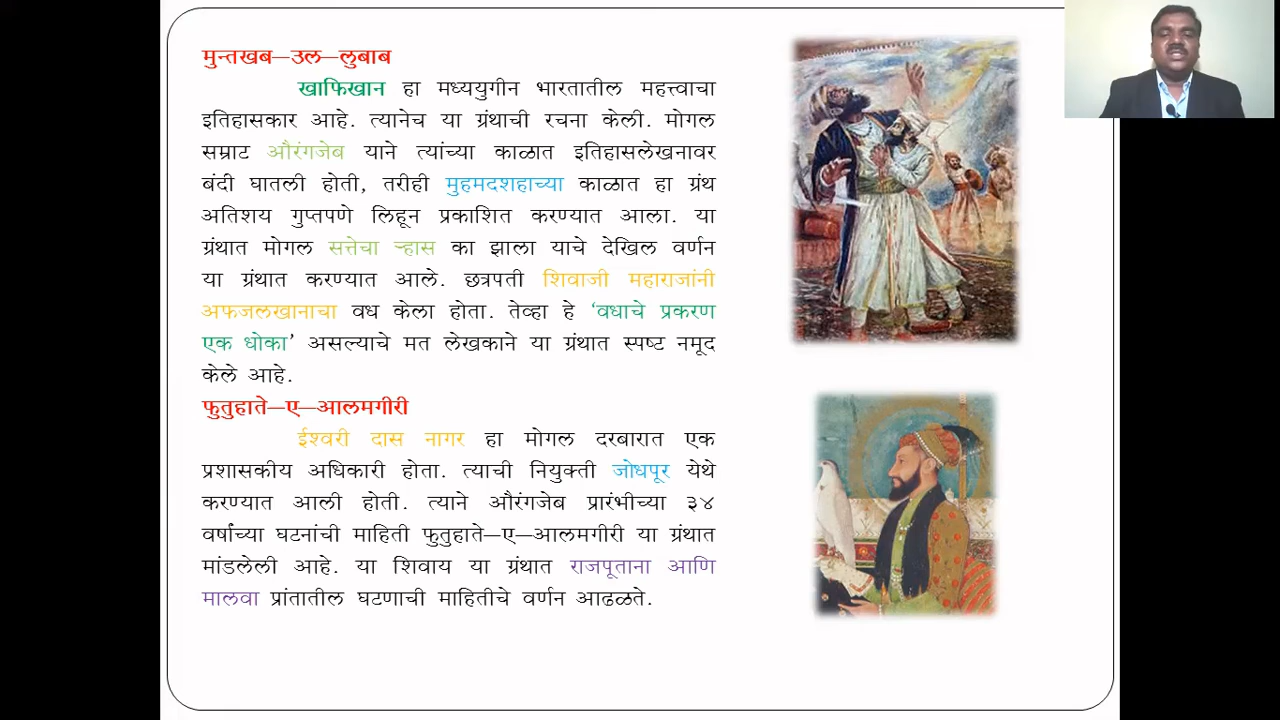 मुन्तखब–उल–लुबाब
खाफिखान हा मध्ययुगीन भारतातील महत्त्वाचा
इतिहासकार आहे. त्यानेच या ग्रंथाची रचना केली. मोगल
सम्राट औरंगजेब याने त्यांच्या काळात इतिहासलेखनावर
बंदी घातली होती, तरीही मुहमदशहाच्या काळात हा ग्रंथ
अतिशय गुप्तपणे लिहून प्रकाशित करण्यात आला. या
ग्रंथात मोगल सत्तेचा ऱ्हास का झाला याचे देखिल वर्णन
या ग्रंथात करण्यात आले. छत्रपती शिवाजी महाराजांनी
अफजलखानाचा वध केला होता. तेव्हा हे ‘वधाचे प्रकरण
एक धोका’ असल्याचे मत लेखकाने या ग्रंथात स्पष्ट नमूद
केले आहे.
फुतुहाते–ए–आलमगीरी
ईश्वरी दास नागर हा मोगल दरबारात एक
प्रशासकीय अधिकारी होता. त्याची नियुक्ती जोधपूर येथे
करण्यात आली होती. त्याने औरंगजेब प्रारंभीच्या ३४
वर्षांच्या घटनांची माहिती फुतुहाते–ए–आलमगीरी या ग्रंथात
मांडलेली आहे. या शिवाय या ग्रंथात राजपूताना आणि
मालवा प्रांतातील घटणाची माहितीचे वर्णन आढळते.